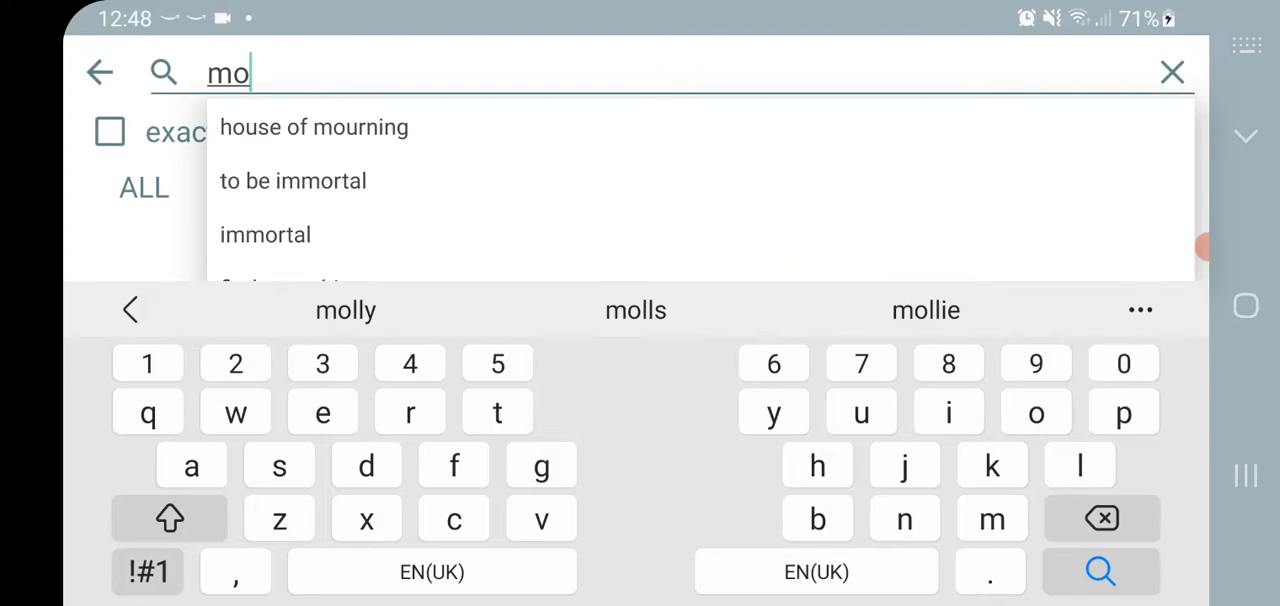 12:48 71%
mo
exac
house of mourning
ALL
to be immortal
immortal
molly molls mollie
1 2 3 4 5 6 7 8 9 0
q w e r t y u i o p
a s d f g h j k l
z x c v b n m
!#1 , EN(UK) EN(UK) .